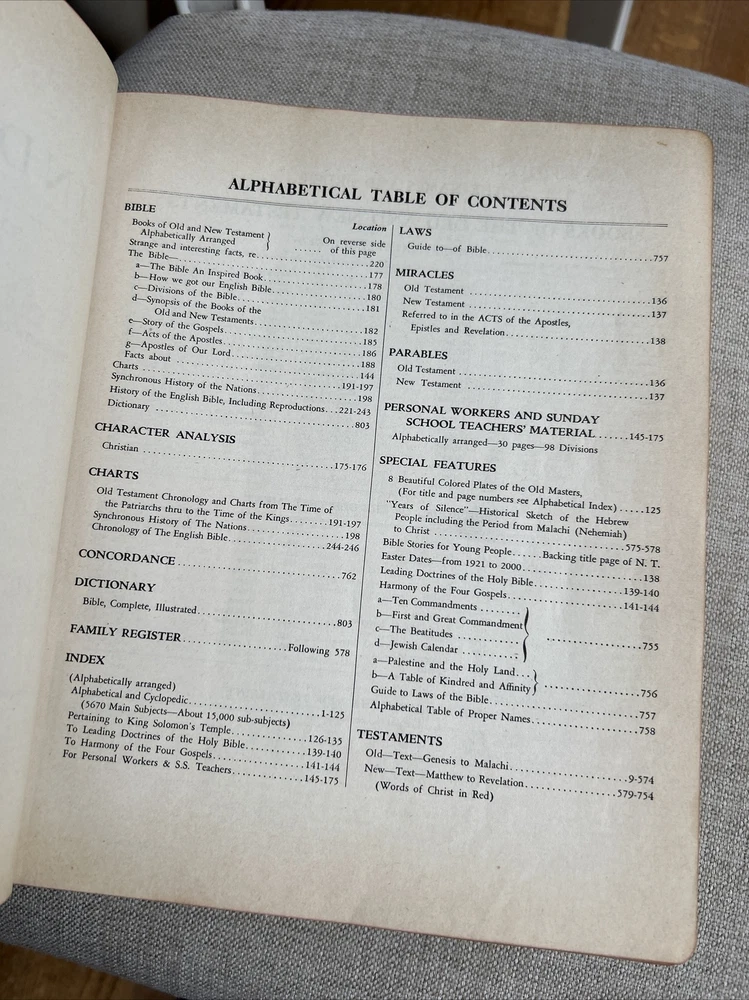 ALPHABETICAL TABLE OF CONTENTS
BIBLE
Location
Books of Old and New Testament }
Alphabetically Arranged } ...... On reverse side of this page
Strange and interesting facts, re.....................220
The Bible—.....................177
a—The Bible An Inspired Book.....................178
b—How we got our English Bible.....................180
c—Divisions of the Bible.....................181
d—Synopsis of the Books of the
Old and New Testaments.....................182
e—Story of the Gospels.....................185
f—Acts of the Apostles.....................186
g—Apostles of Our Lord.....................188
Facts about .....................144
Charts .....................191-197
Synchronous History of the Nations.....................198
History of the English Bible, Including Reproductions...221-243
Dictionary .....................803
CHARACTER ANALYSIS
Christian .....................175-176
CHARTS
Old Testament Chronology and Charts from The Time of
the Patriarchs thru to the Time of the Kings.........191-197
Synchronous History of The Nations.....................198
Chronology of The English Bible.....................244-246
CONCORDANCE .....................762
DICTIONARY
Bible, Complete, Illustrated.....................803
FAMILY REGISTER.....................Following 578
INDEX
(Alphabetically arranged)
Alphabetical and Cyclopedic.....................1-125
(5670 Main Subjects—About 15,000 sub-subjects)
Pertaining to King Solomon's Temple.....................126-135
To Leading Doctrines of the Holy Bible.....................139-140
To Harmony of the Four Gospels.....................141-144
For Personal Workers & S.S. Teachers.....................145-175
LAWS
Guide to—of Bible.....................757
MIRACLES
Old Testament .....................136
New Testament .....................137
Referred to in the ACTS of the Apostles,
Epistles and Revelation.....................138
PARABLES
Old Testament .....................136
New Testament .....................137
PERSONAL WORKERS AND SUNDAY
SCHOOL TEACHERS' MATERIAL ......145-175
Alphabetically arranged—30 pages—98 Divisions
SPECIAL FEATURES
8 Beautiful Colored Plates of the Old Masters,
(For title and page numbers see Alphabetical Index).....125
"Years of Silence"—Historical Sketch of the Hebrew
People including the Period from Malachi (Nehemiah)
to Christ .....................575-578
Bible Stories for Young People......Backing title page of N. T.
Easter Dates—from 1921 to 2000.....................138
Leading Doctrines of the Holy Bible.....................139-140
Harmony of the Four Gospels.....................141-144
a—Ten Commandments ........
b—First and Great Commandment
c—The Beatitudes ............
d—Jewish Calendar ..........
} .....................755
a—Palestine and the Holy Land...
b—A Table of Kindred and Affinity
} .....................756
Guide to Laws of the Bible.....................757
Alphabetical Table of Proper Names.....................758
TESTAMENTS
Old—Text—Genesis to Malachi.....................9-574
New—Text—Matthew to Revelation.....................579-754
(Words of Christ in Red)